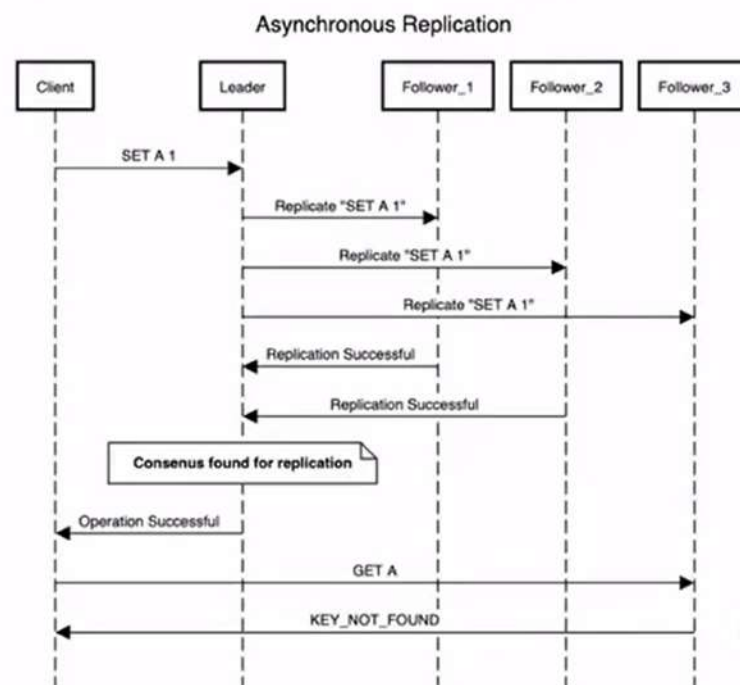 Asynchronous Replication
Client
Leader
Follower_1
Follower_2
Follower_3
SET A 1
Replicate "SET A 1"
Replicate "SET A 1"
Replicate "SET A 1"
Replication Successful
Replication Successful
Consenus found for replication
Operation Successful
GET A
KEY_NOT_FOUND